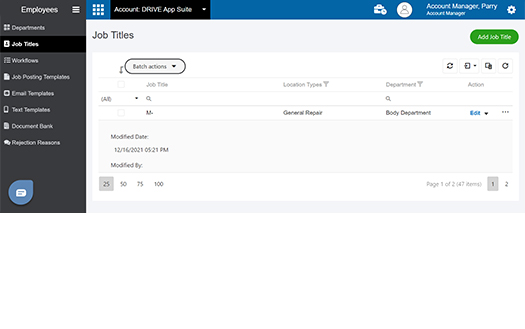 Employees
Account: DRIVE App Suite
Account Manager, Parry
Account Manager
Departments
Job Titles
Workflows
Job Posting Templates
Email Templates
Text Templates
Document Bank
Rejection Reasons
Job Titles
Add Job Title
Batch actions
Job Title
Location Types
Department
Action
(All)
M-
General Repair
Body Department
Edit
Modified Date:
12/16/2021 05:21 PM
Modified By:
25 50 75 100
Page 1 of 2 (47 items) 1 2